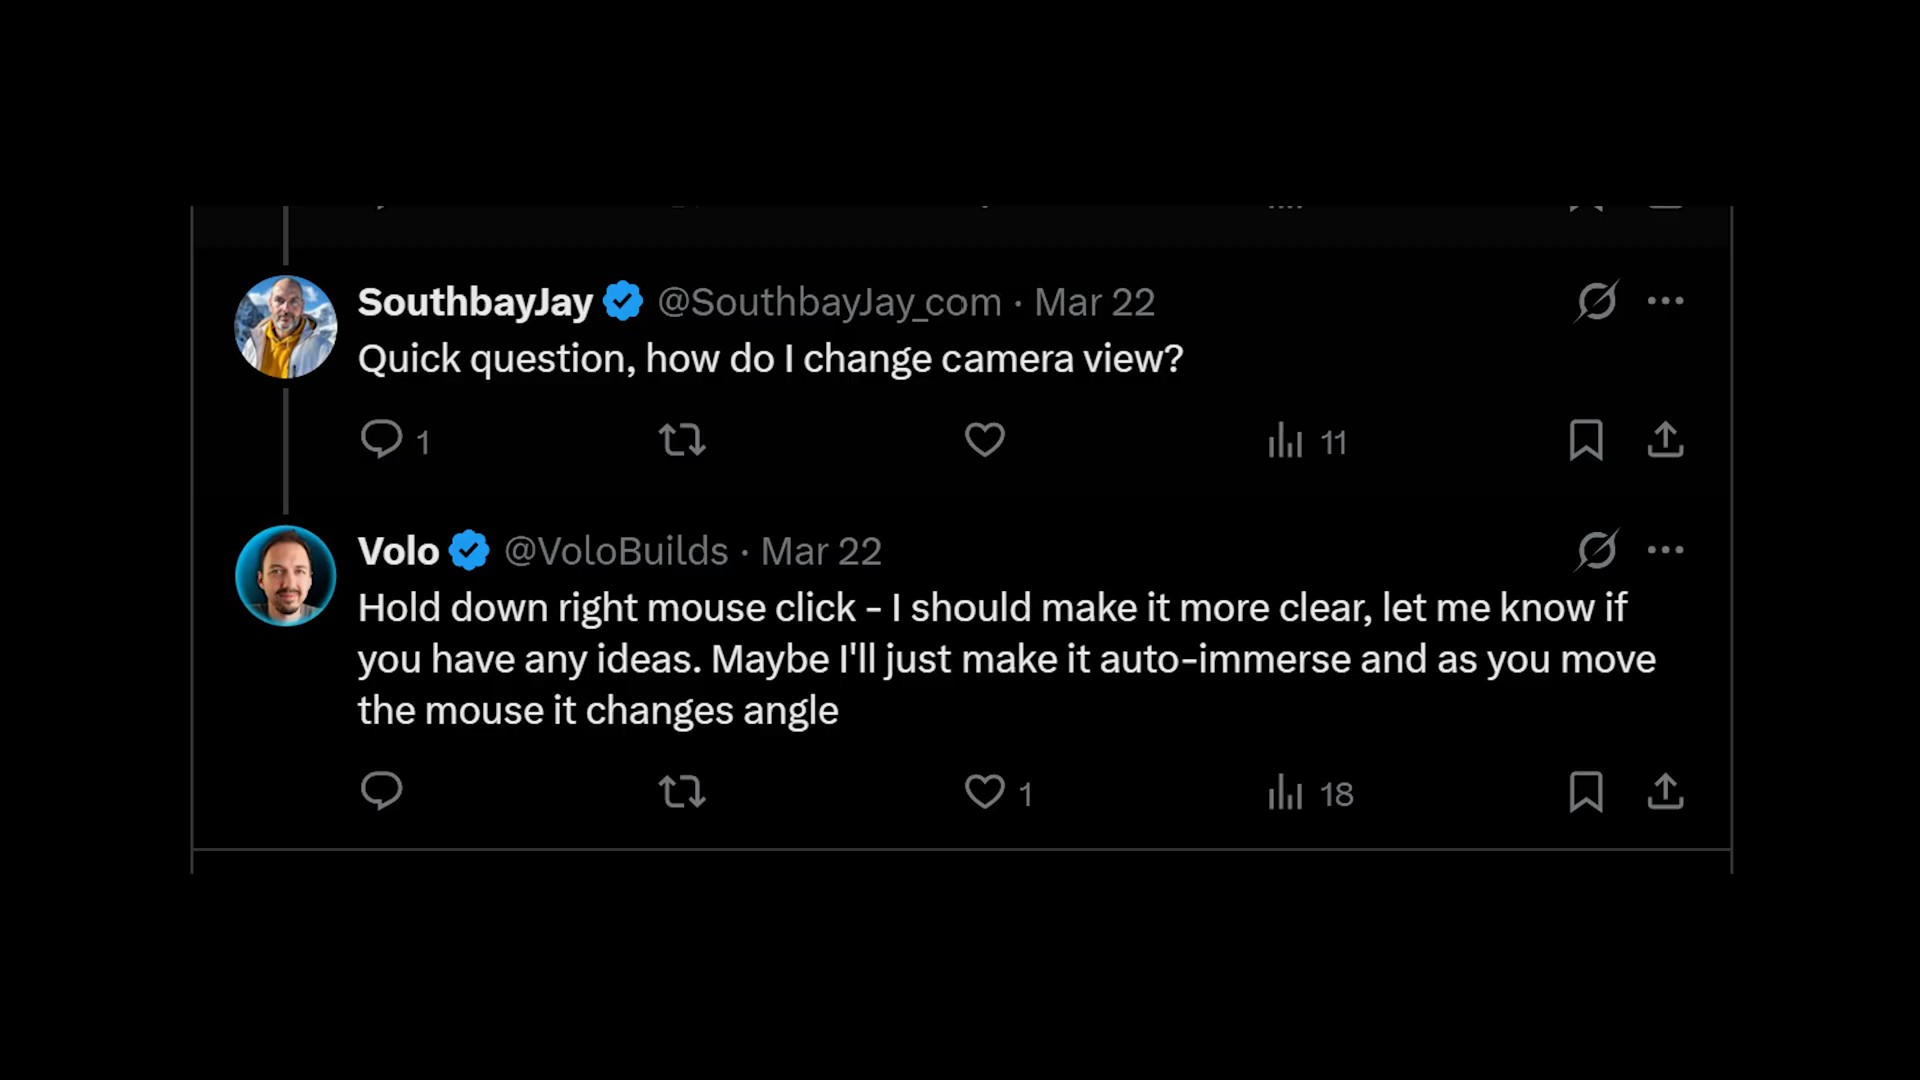 SouthbayJay @SouthbayJay_com · Mar 22
Quick question, how do I change camera view?
1 11
Volo @VoloBuilds · Mar 22
Hold down right mouse click - I should make it more clear, let me know if
you have any ideas. Maybe I'll just make it auto-immerse and as you move
the mouse it changes angle
1 18